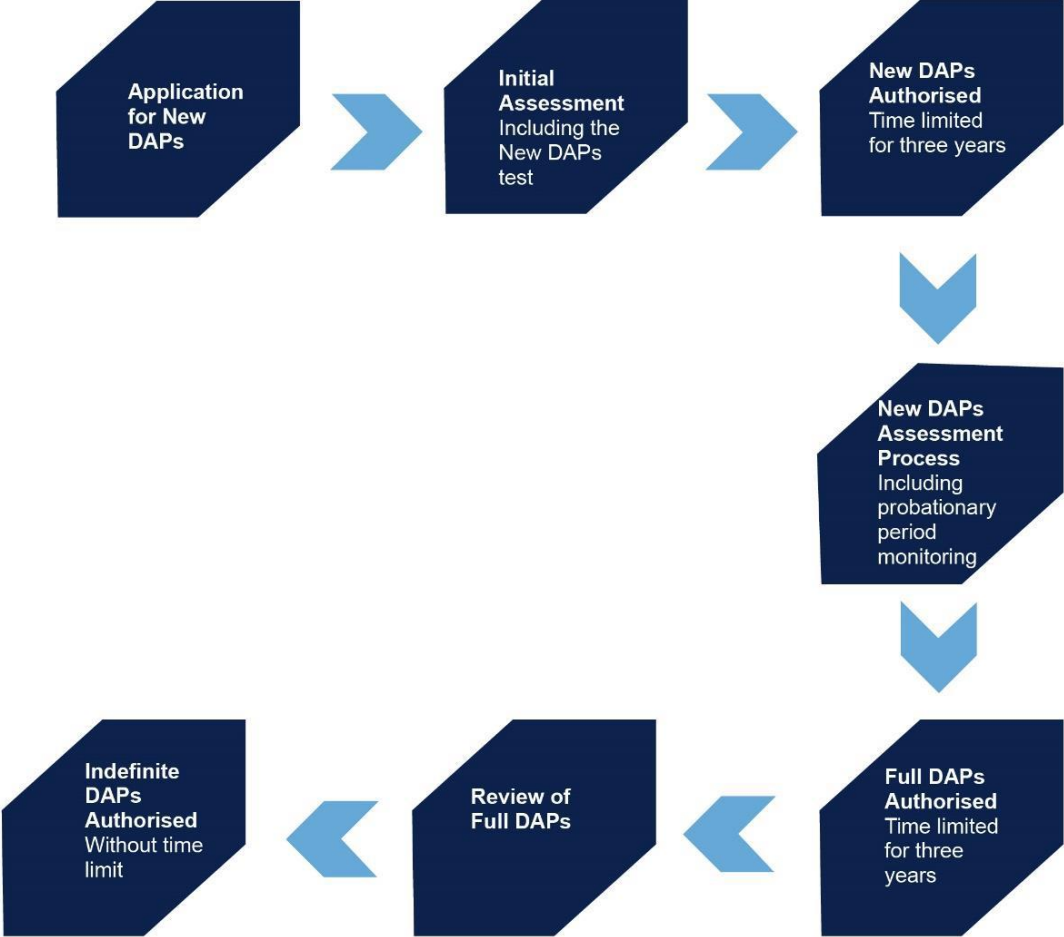 Application
for New
DAPs
Initial
Assessment
Including the
New DAPs
test
New DAPs
Authorised
Time limited
for three years
New DAPs
Assessment
Process
Including
probationary
period
monitoring
Full DAPs
Authorised
Time limited
for three
years
Review of
Full DAPs
Indefinite
DAPs
Authorised
Without time
limit